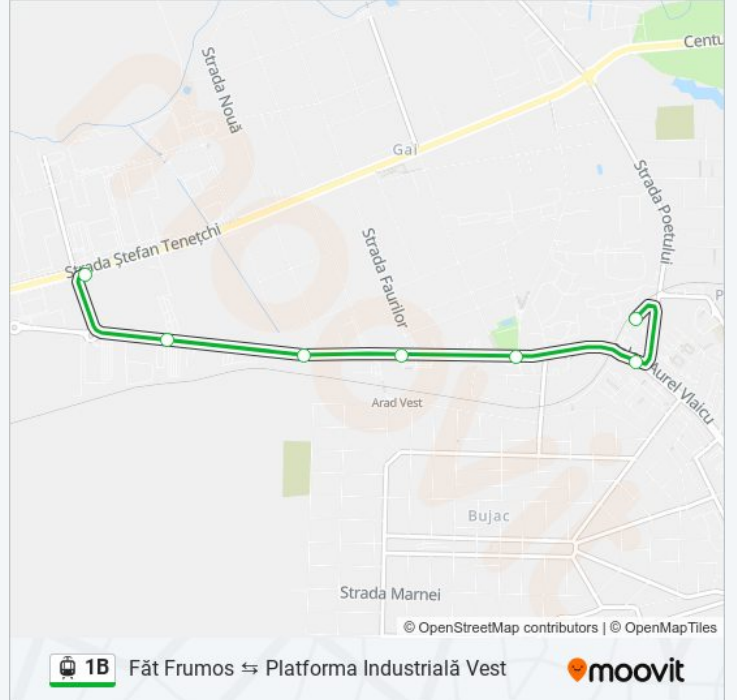 Centu
Strada Nouă
Gai
Strada Poetului
Strada Ștefan Tenețchi
Strada Faurilor
P
Aurel Vlaicu
Arad Vest
Bujac
Strada Marnei
moovit
© OpenStreetMap contributors | © OpenMapTiles
1B Făt Frumos ⇆ Platforma Industrială Vest
moovit